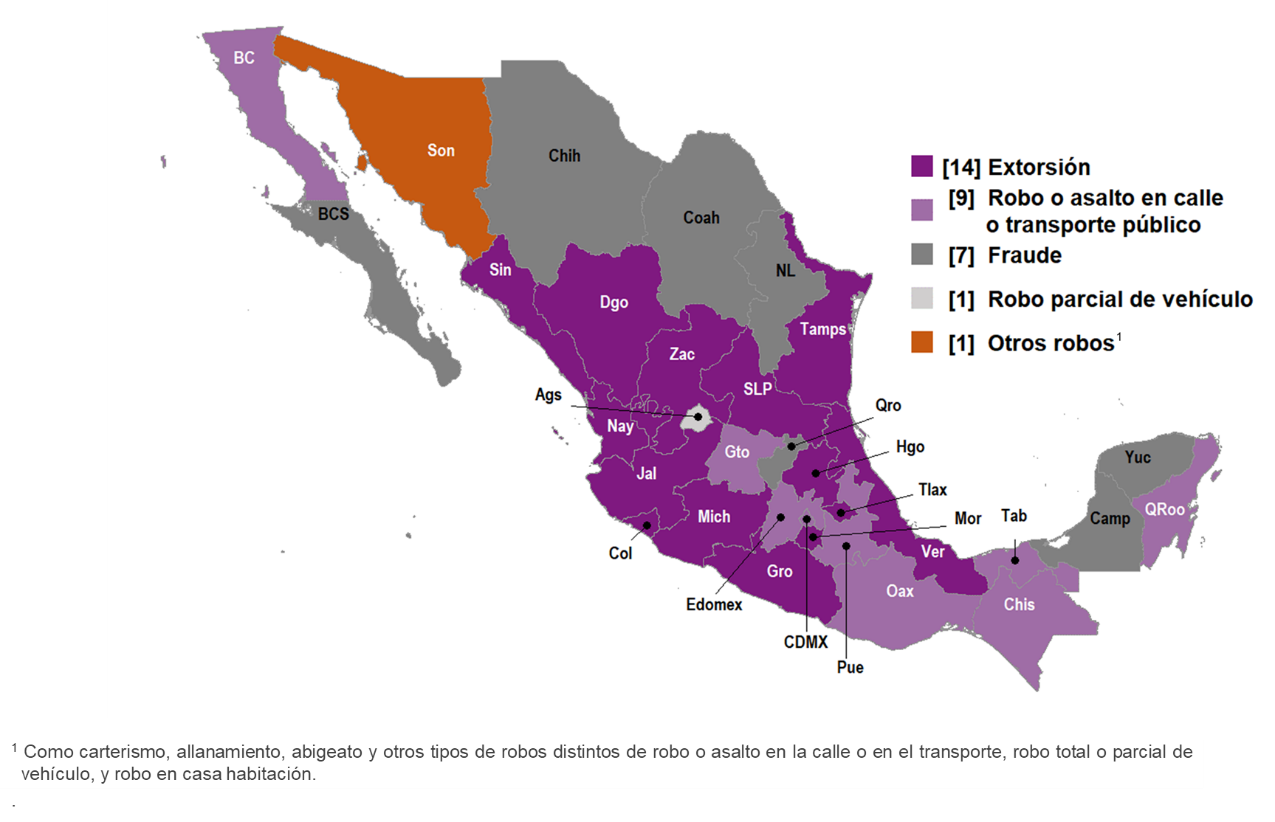 BC
Son
Chih
BCS
Coah
NL
Sin
Dgo
Tamps
Zac
SLP
Ags
Nay
Gto
Qro
Hgo
Jal
Tlax
Mich
Mor
Tab
Col
Gro
Ver
Edomex
Oax
Chis
CDMX
Pue
Yuc
Camp
QRoo
[14] Extorsión
[9] Robo o asalto en calle
o transporte público
[7] Fraude
[1] Robo parcial de vehículo
[1] Otros robos¹
¹ Como carterismo, allanamiento, abigeato y otros tipos de robos distintos de robo o asalto en la calle o en el transporte, robo total o parcial de
vehículo, y robo en casa habitación.
.